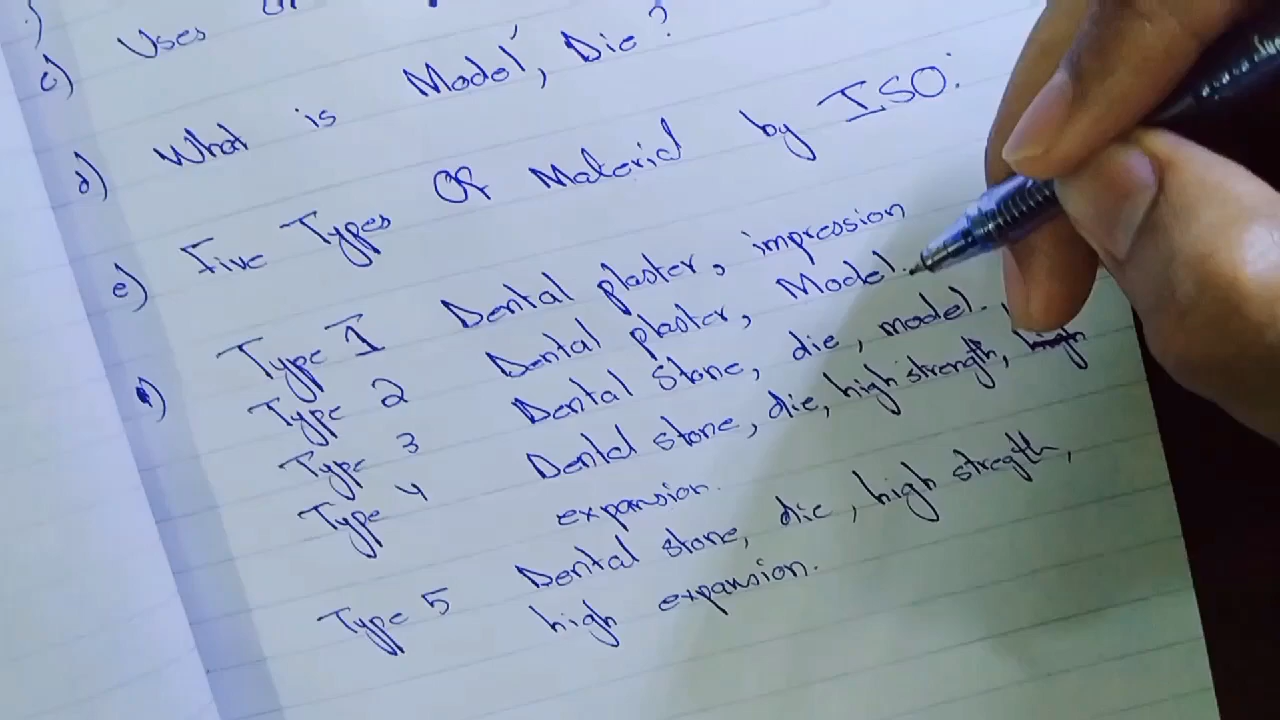 c) Uses
d) What is Model, Die?
e) Five Types Of Material by ISO:
f) Type 1 Dental plaster, impression
Type 2 Dental plaster, Model.
Type 3 Dental stone, die, model.
Type 4 Dental stone, die, high strength, high
expansion.
Type 5 Dental stone, die, high stregth,
high expansion.